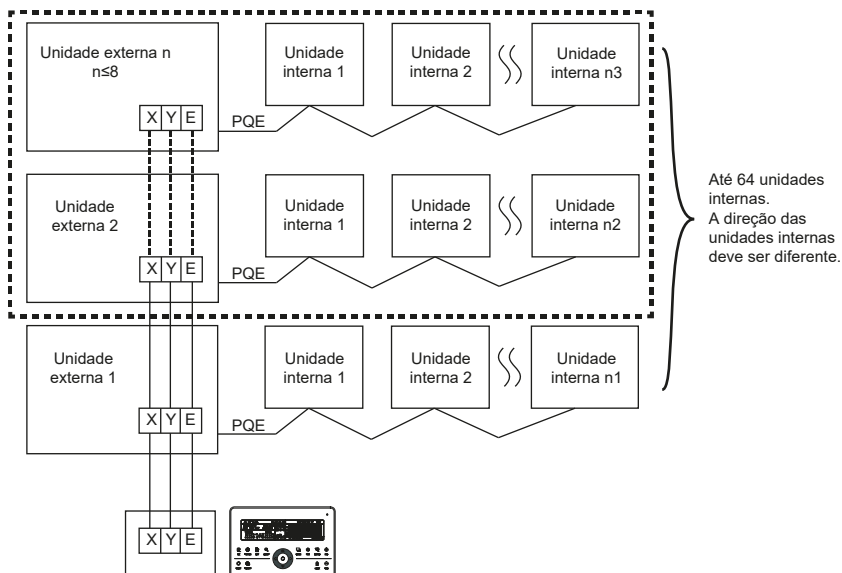 Unidade externa n
n≤8
X Y E
PQE
Unidade
interna 1
Unidade
interna 2
Unidade
interna n3
Unidade
externa 2
X Y E
PQE
Unidade
interna 1
Unidade
interna 2
Unidade
interna n2
Unidade
externa 1
X Y E
PQE
Unidade
interna 1
Unidade
interna 2
Unidade
interna n1
X Y E
Até 64 unidades
internas.
A direção das
unidades internas
deve ser diferente.